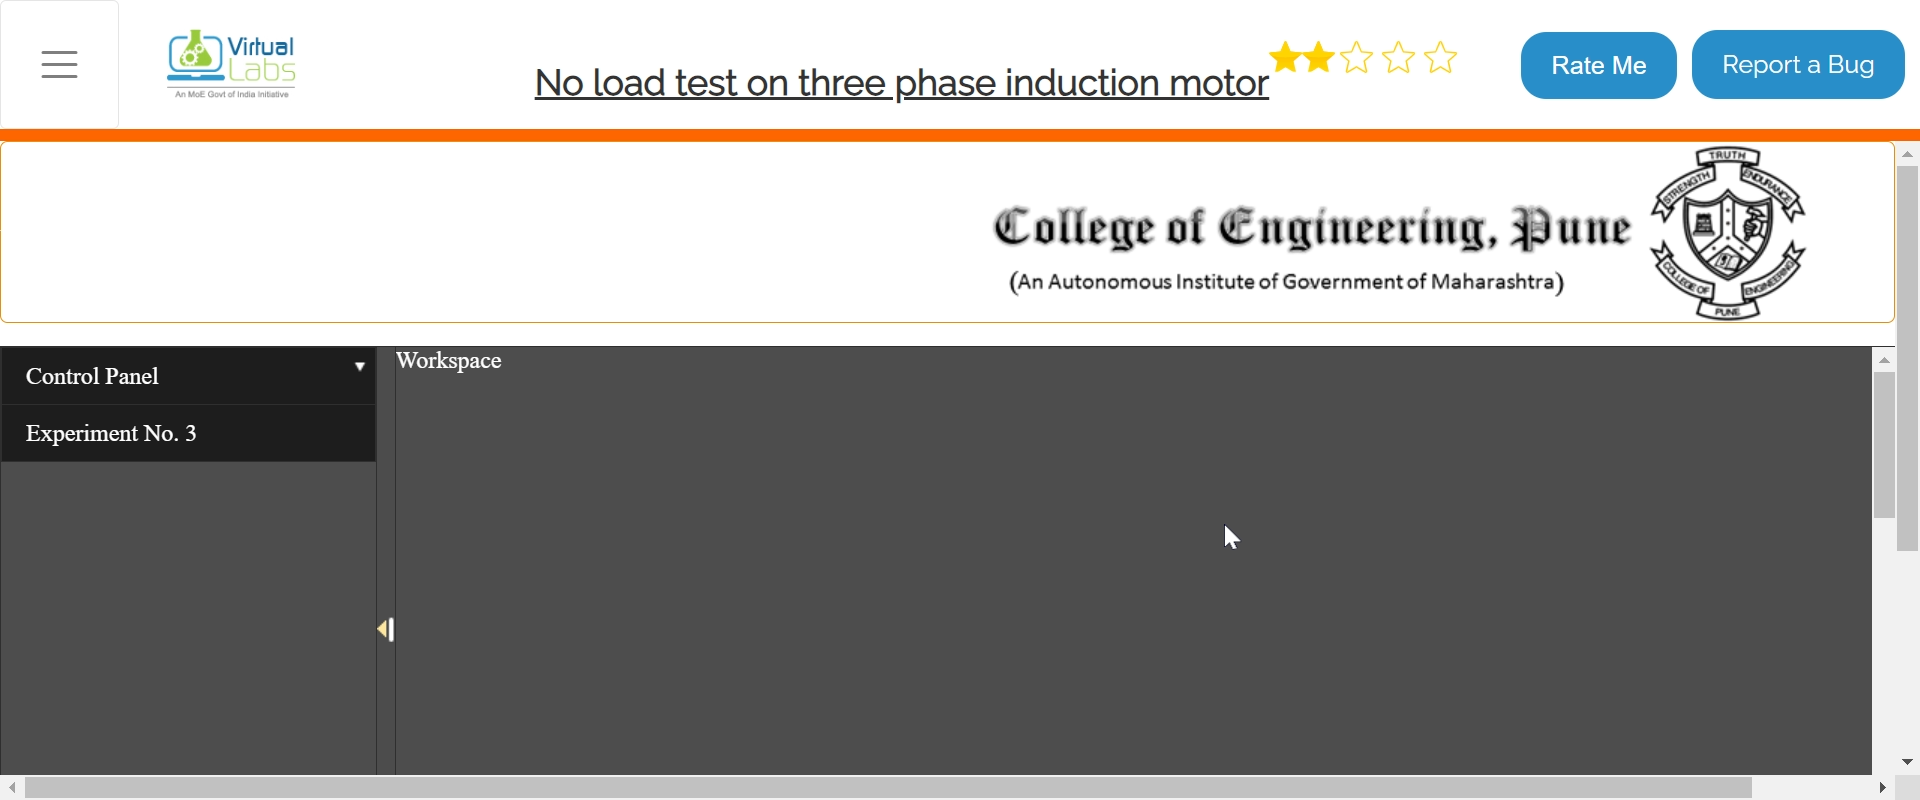 Virtual
Labs
An MoE Govt of India Initiative
No load test on three phase induction motor
Rate Me
Report a Bug
College of Engineering, Pune
(An Autonomous Institute of Government of Maharashtra)
TRUTH
STRENGTH
ENDURANCE
COLLEGE OF
ENGINEERING
PUNE
Control Panel
Workspace
Experiment No. 3